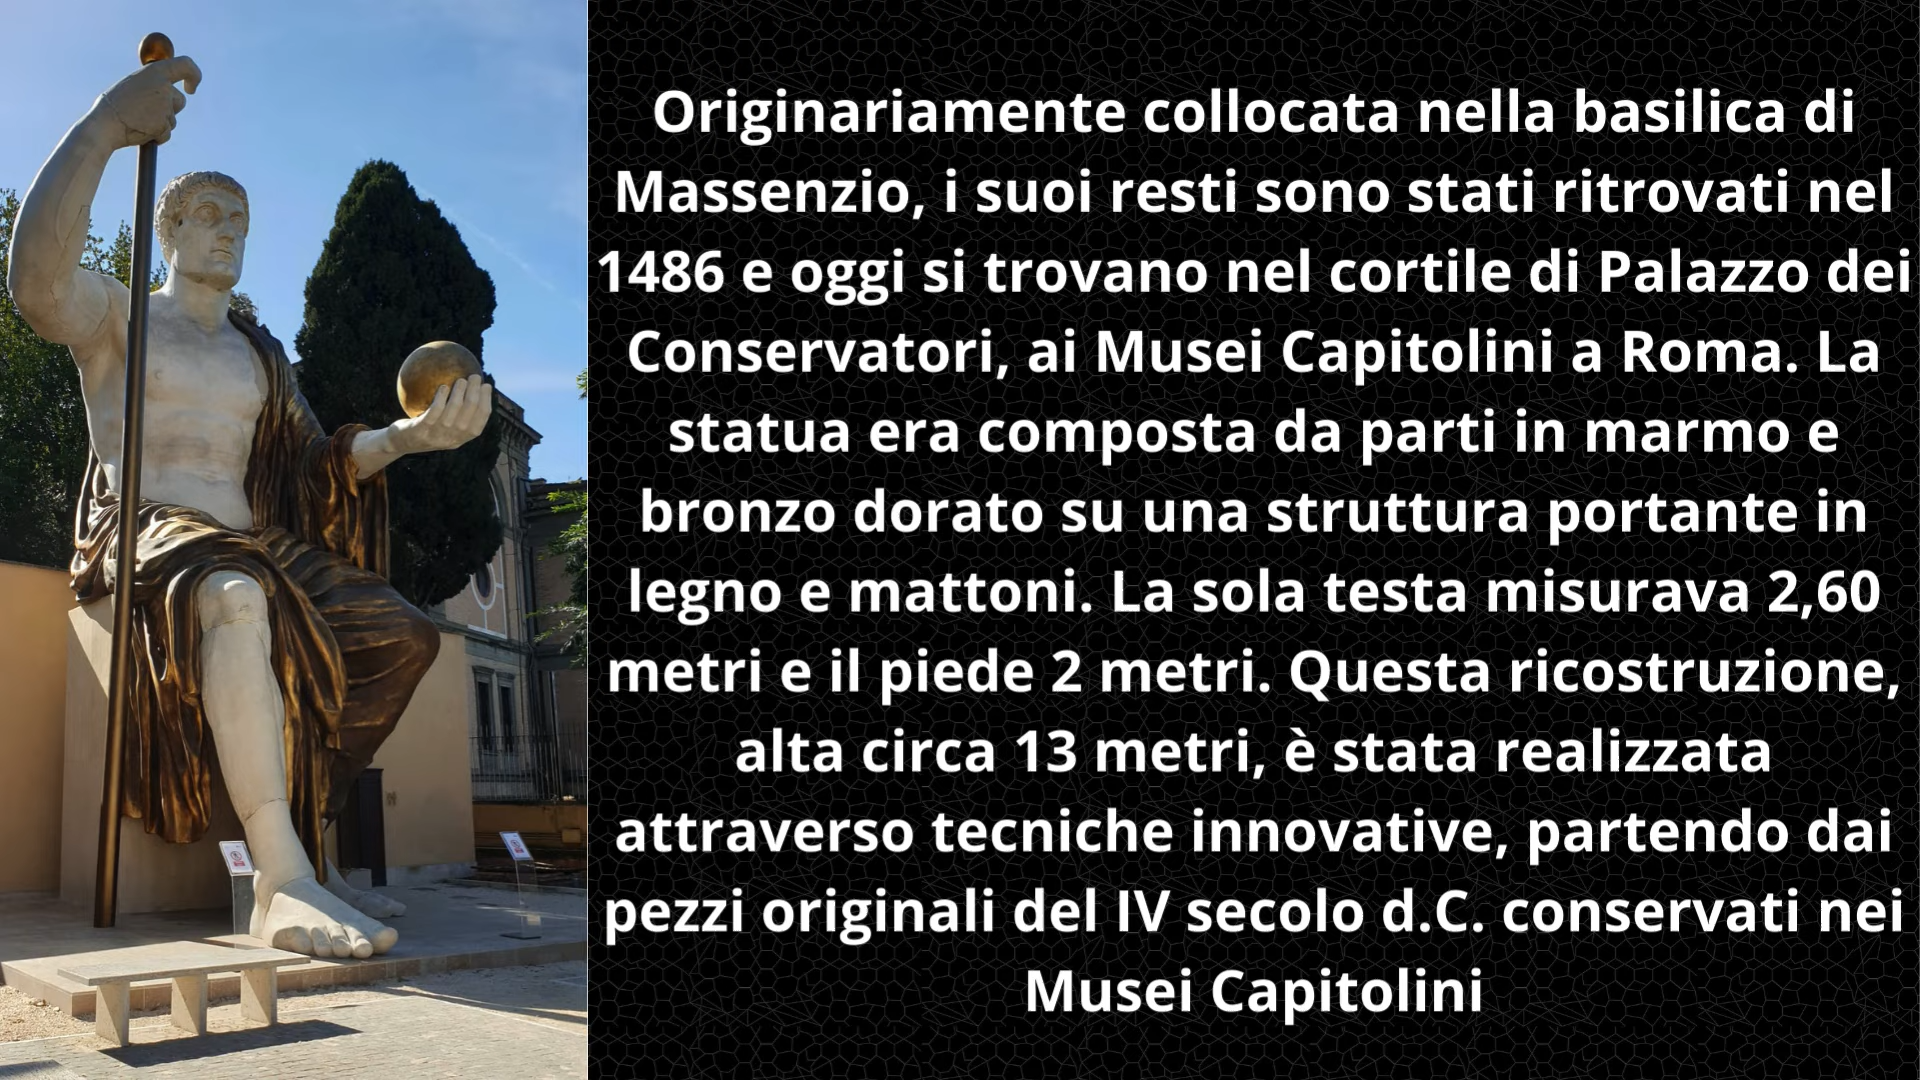 Originariamente collocata nella basilica di
Massenzio, i suoi resti sono stati ritrovati nel
1486 e oggi si trovano nel cortile di Palazzo dei
Conservatori, ai Musei Capitolini a Roma. La
statua era composta da parti in marmo e
bronzo dorato su una struttura portante in
legno e mattoni. La sola testa misurava 2,60
metri e il piede 2 metri. Questa ricostruzione,
alta circa 13 metri, è stata realizzata
attraverso tecniche innovative, partendo dai
pezzi originali del IV secolo d.C. conservati nei
Musei Capitolini